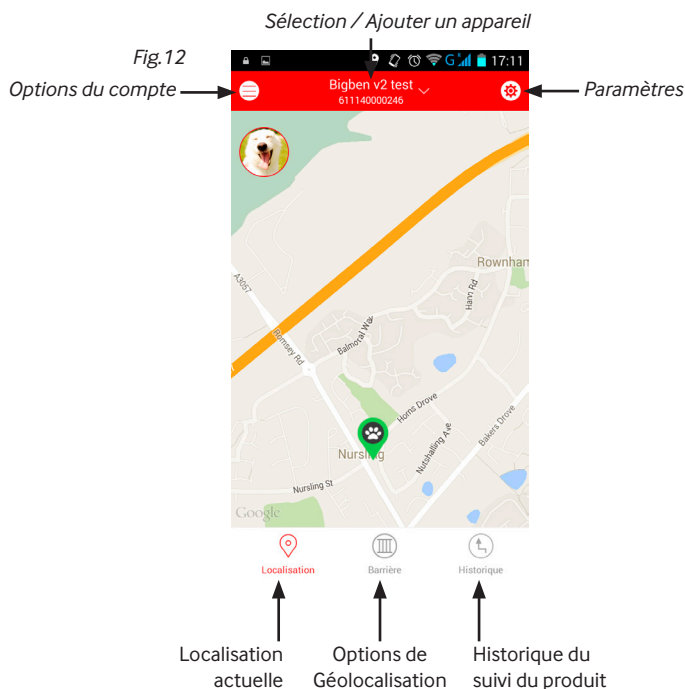 Sélection / Ajouter un appareil
Fig.12
G 17:11
Options du compte
Bigben v2 test
611140000246
Paramètres
Rownham
A3057
Hann Rd
Romsey Rd
Balmoral Way
Horns Drove
Nutshalling Ave
Bakers Drove
Nursling
Nursling St
Google
Localisation
Barrière
Historique
Localisation
actuelle
Options de
Géolocalisation
Historique du
suivi du produit